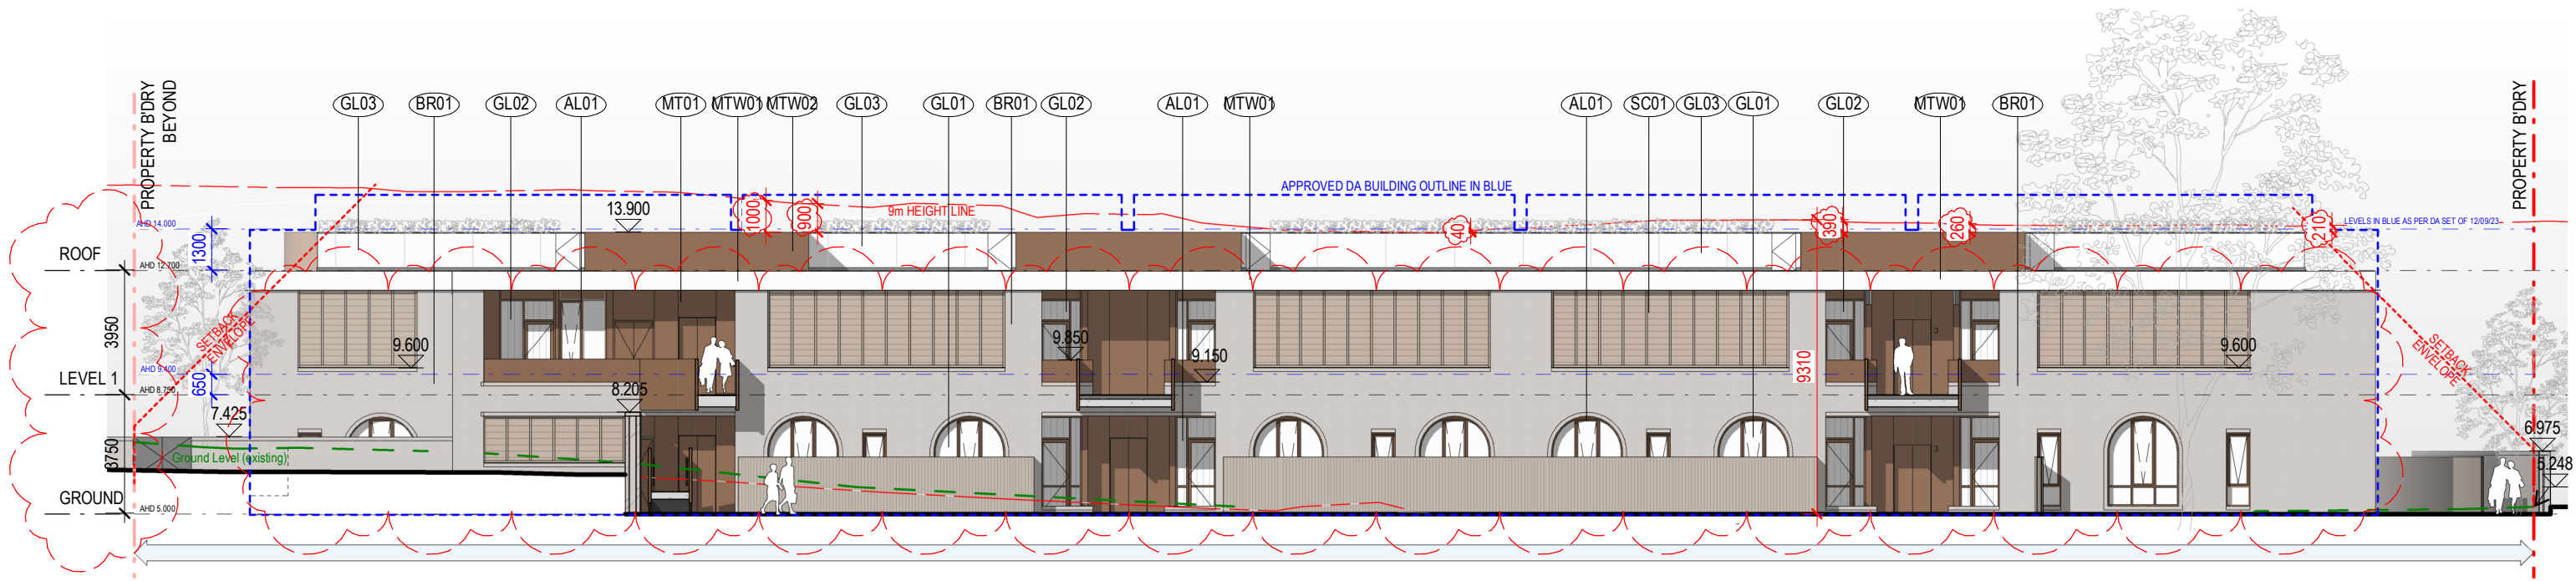 PROPERTY B'DRY
BEYOND
GL03
BR01
GL02
AL01
MT01
MTW01
MTW02
GL03
GL01
BR01
GL02
AL01
MTW01
AL01
SC01
GL03
GL01
GL02
MTW01
BR01
PROPERTY B'DRY
APPROVED DA BUILDING OUTLINE IN BLUE
9m HEIGHT LINE
LEVELS IN BLUE AS PER DA SET OF 12/09/23
AHD 14.000
13.900
1000
900
40
390
260
210
ROOF
AHD 12.700
1300
3950
SETBACK
ENVELOPE
9.600
9.850
9.150
9310
9.600
SETBACK
ENVELOPE
LEVEL 1
AHD 9.400
AHD 8.750
650
8.205
7.425
6.975
5.248
3750
Ground Level (existing)
GROUND
AHD 5.000
3
3